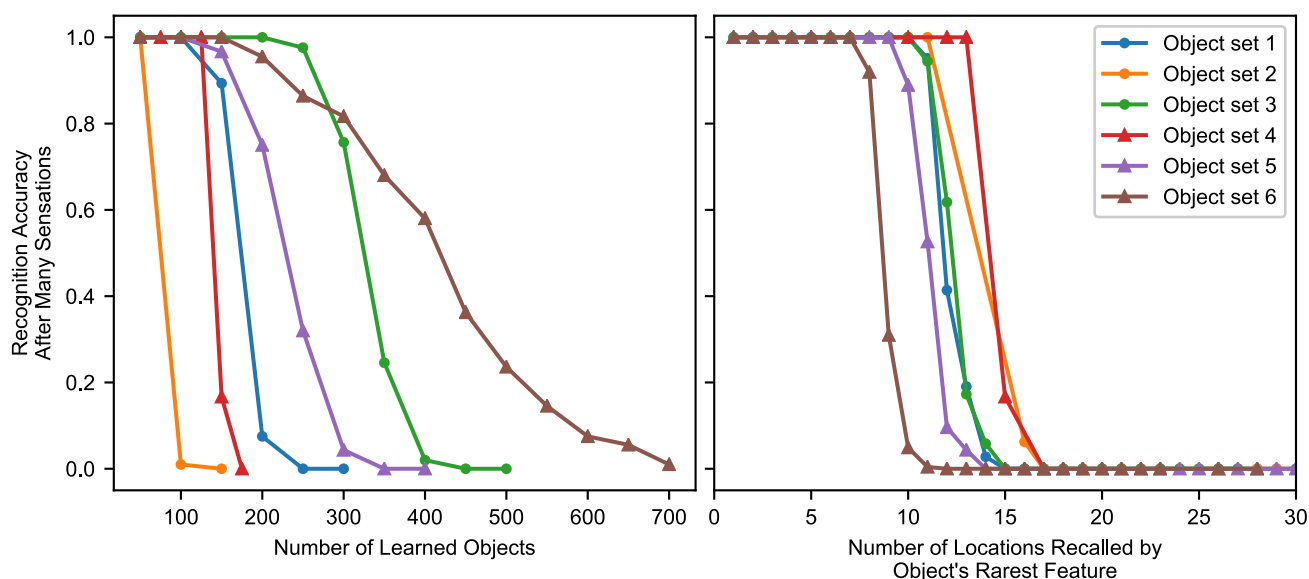 Recognition Accuracy
After Many Sensations
1.0
0.8
0.6
0.4
0.2
0.0
100 200 300 400 500 600 700
Number of Learned Objects
Object set 1
Object set 2
Object set 3
Object set 4
Object set 5
Object set 6
0 5 10 15 20 25 30
Number of Locations Recalled by
Object's Rarest Feature